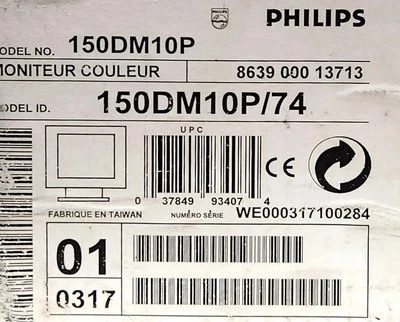 PHILIPS
ODEL NO. 150DM10P
MONITEUR COULEUR 8639 000 13713
ODEL ID. 150DM10P/74
UPC
CE
0 37849 93407 4
FABRIQUE EN TAIWAN NUMÉRO SÉRIE WE000317100284
01
0317